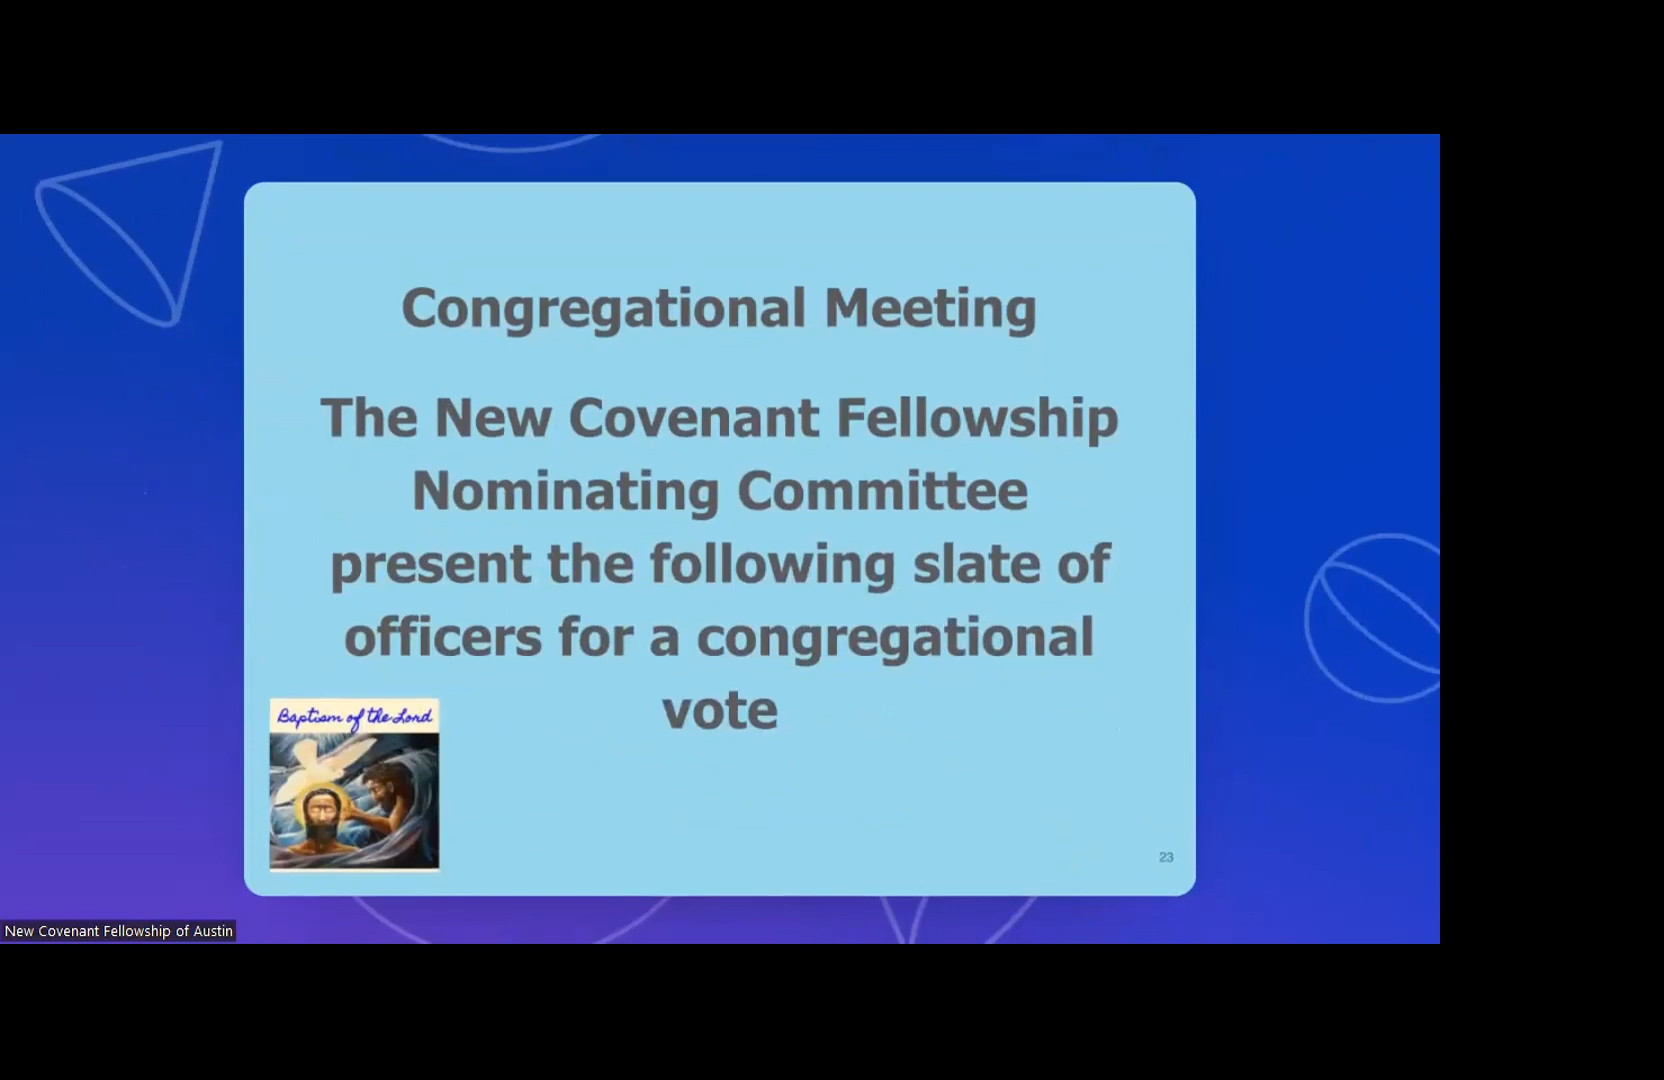 Congregational Meeting
The New Covenant Fellowship
Nominating Committee
present the following slate of
officers for a congregational
vote
Baptism of the Lord
23
New Covenant Fellowship of Austin